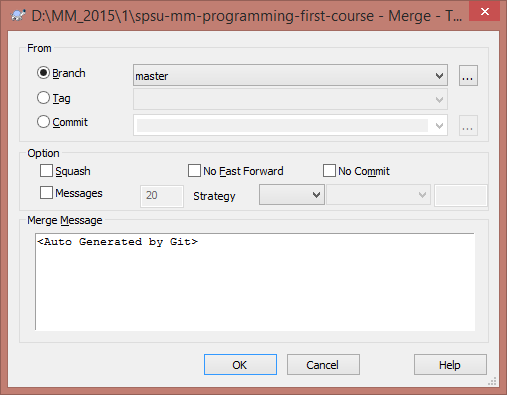 D:\MM_2015\1\spsu-mm-programming-first-course - Merge - T...
From
Branch master ...
Tag
Commit ...
Option
Squash No Fast Forward No Commit
Messages 20 Strategy
Merge Message
<Auto Generated by Git>
OK Cancel Help